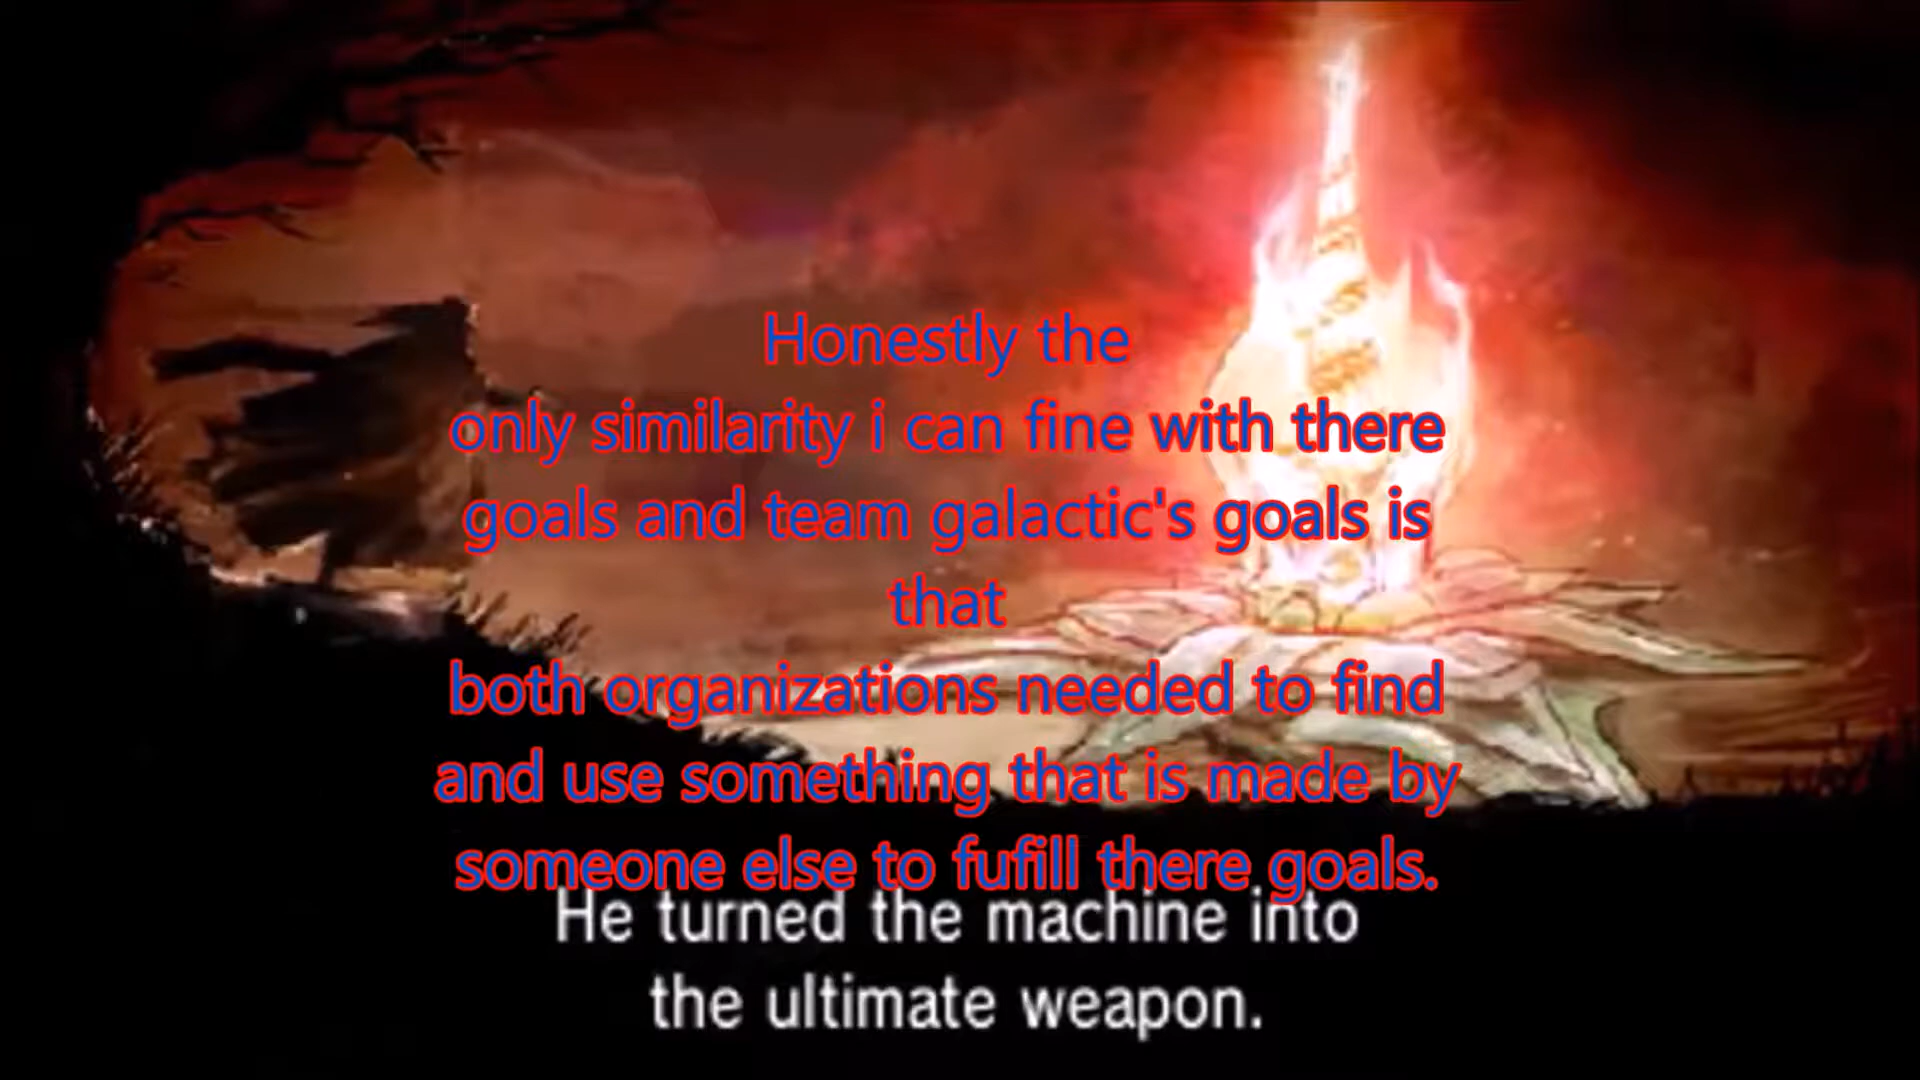 Honestly the
only similarity i can fine with there
goals and team galactic's goals is
that
both organizations needed to find
and use something that is made by
someone else to fufill there goals.
He turned the machine into
the ultimate weapon.